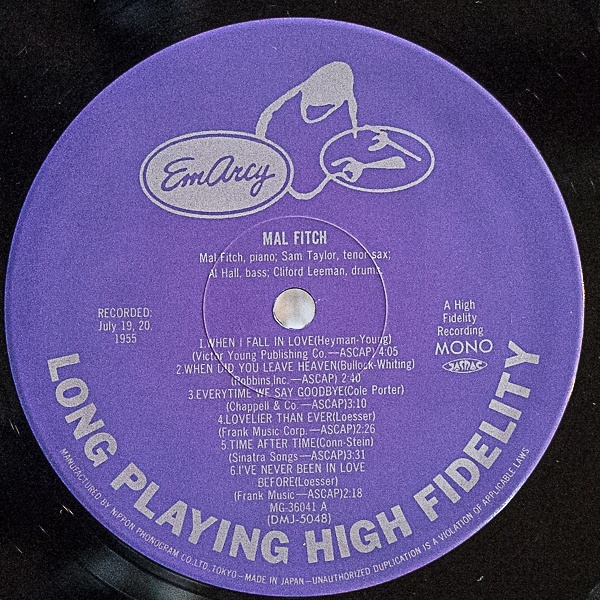 EmArcy
MAL FITCH
Mal Fitch, piano; Sam Taylor, tenor sax;
Al Hall, bass; Cliford Leeman, drums.
RECORDED:
July 19, 20.
1955
A High
Fidelity
Recording
MONO
JASRAC
1.WHEN I FALL IN LOVE(Heyman-Young)
(Victor Young Publishing Co.—ASCAP) 4:05
2.WHEN DID YOU LEAVE HEAVEN(Bullock-Whiting)
(Robbins,Inc.—ASCAP) 2:40
3.EVERYTIME WE SAY GOODBYE(Cole Porter)
(Chappell & Co.—ASCAP)3:10
4.LOVELIER THAN EVER(Loesser)
(Frank Music Corp.—ASCAP)2:26
5.TIME AFTER TIME(Conn-Stein)
(Sinatra Songs—ASCAP)3:31
6.I'VE NEVER BEEN IN LOVE
BEFORE(Loesser)
(Frank Music—ASCAP)2:18
MG-36041 A
(DMJ-5048)
LONG PLAYING HIGH FIDELITY
MANUFACTURED BY NIPPON PHONOGRAM CO.,LTD.,TOKYO—MADE IN JAPAN—UNAUTHORIZED DUPLICATION IS A VIOLATION OF APPLICABLE LAWS